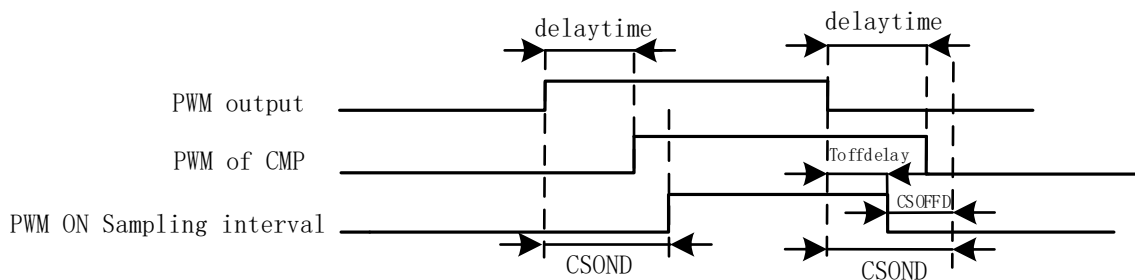 delaytime
delaytime
PWM output
PWM of CMP
Toffdelay
CSOFFD
PWM ON Sampling interval
CSOND
CSOND